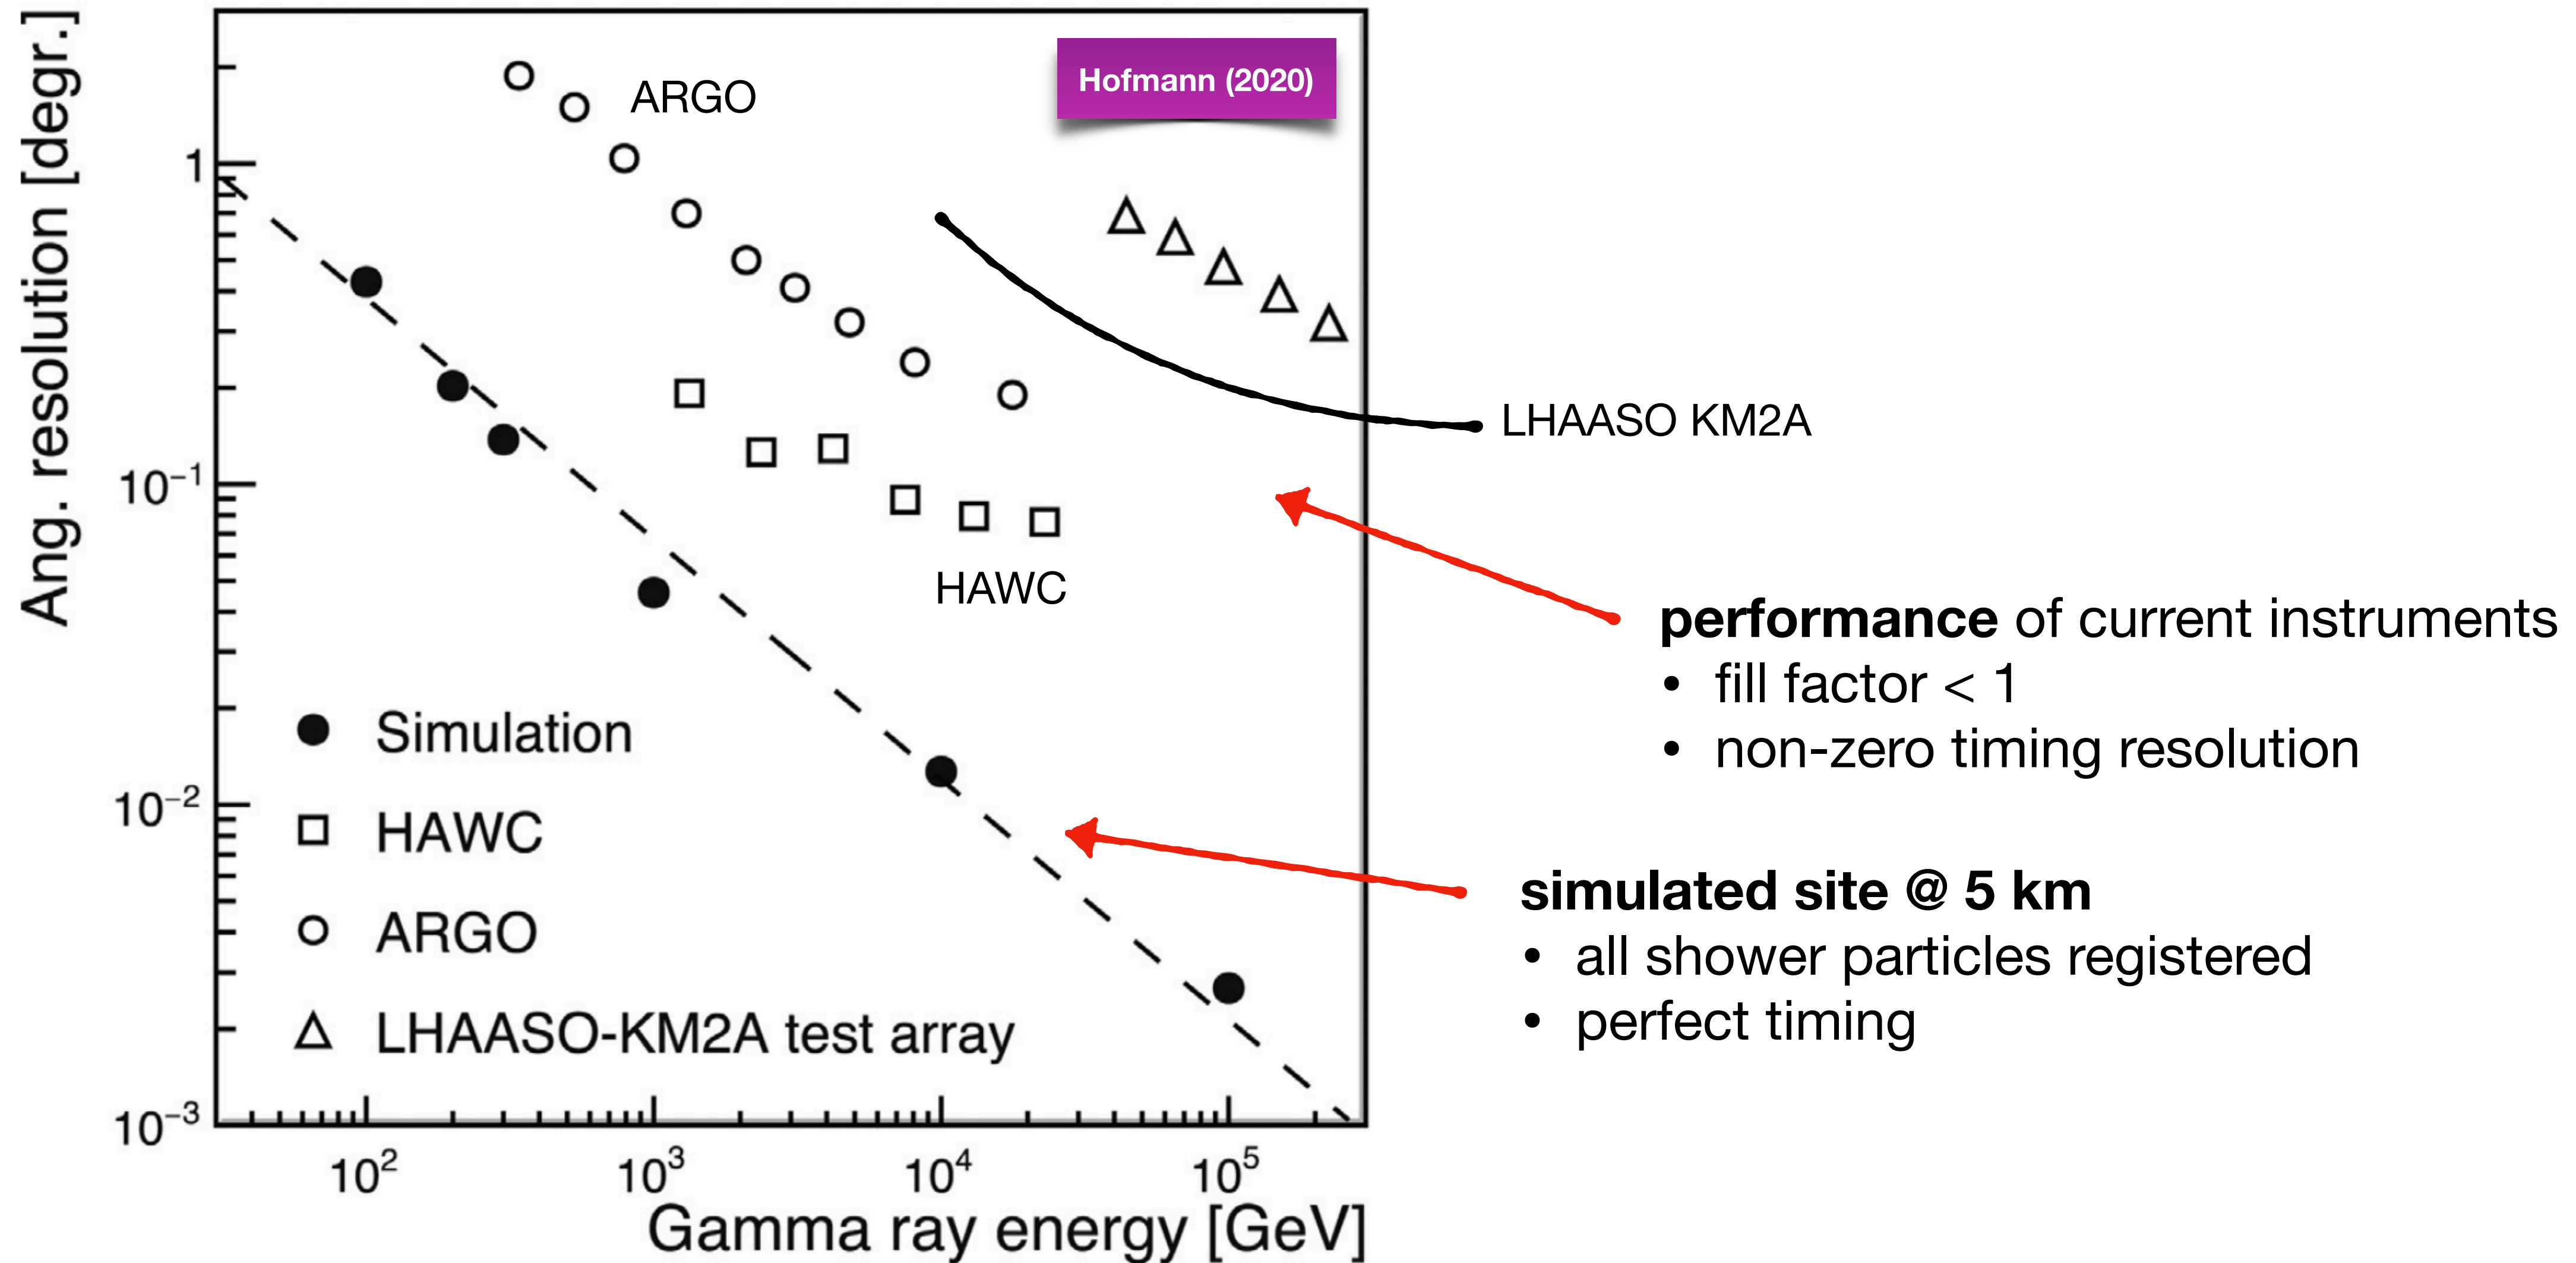 Ang. resolution [degr.]
1
10⁻¹
10⁻²
10⁻³
ARGO
Hofmann (2020)
LHAASO KM2A
HAWC
performance of current instruments
• fill factor < 1
• non-zero timing resolution
Simulation
HAWC
ARGO
LHAASO-KM2A test array
simulated site @ 5 km
• all shower particles registered
• perfect timing
10² 10³ 10⁴ 10⁵
Gamma ray energy [GeV]